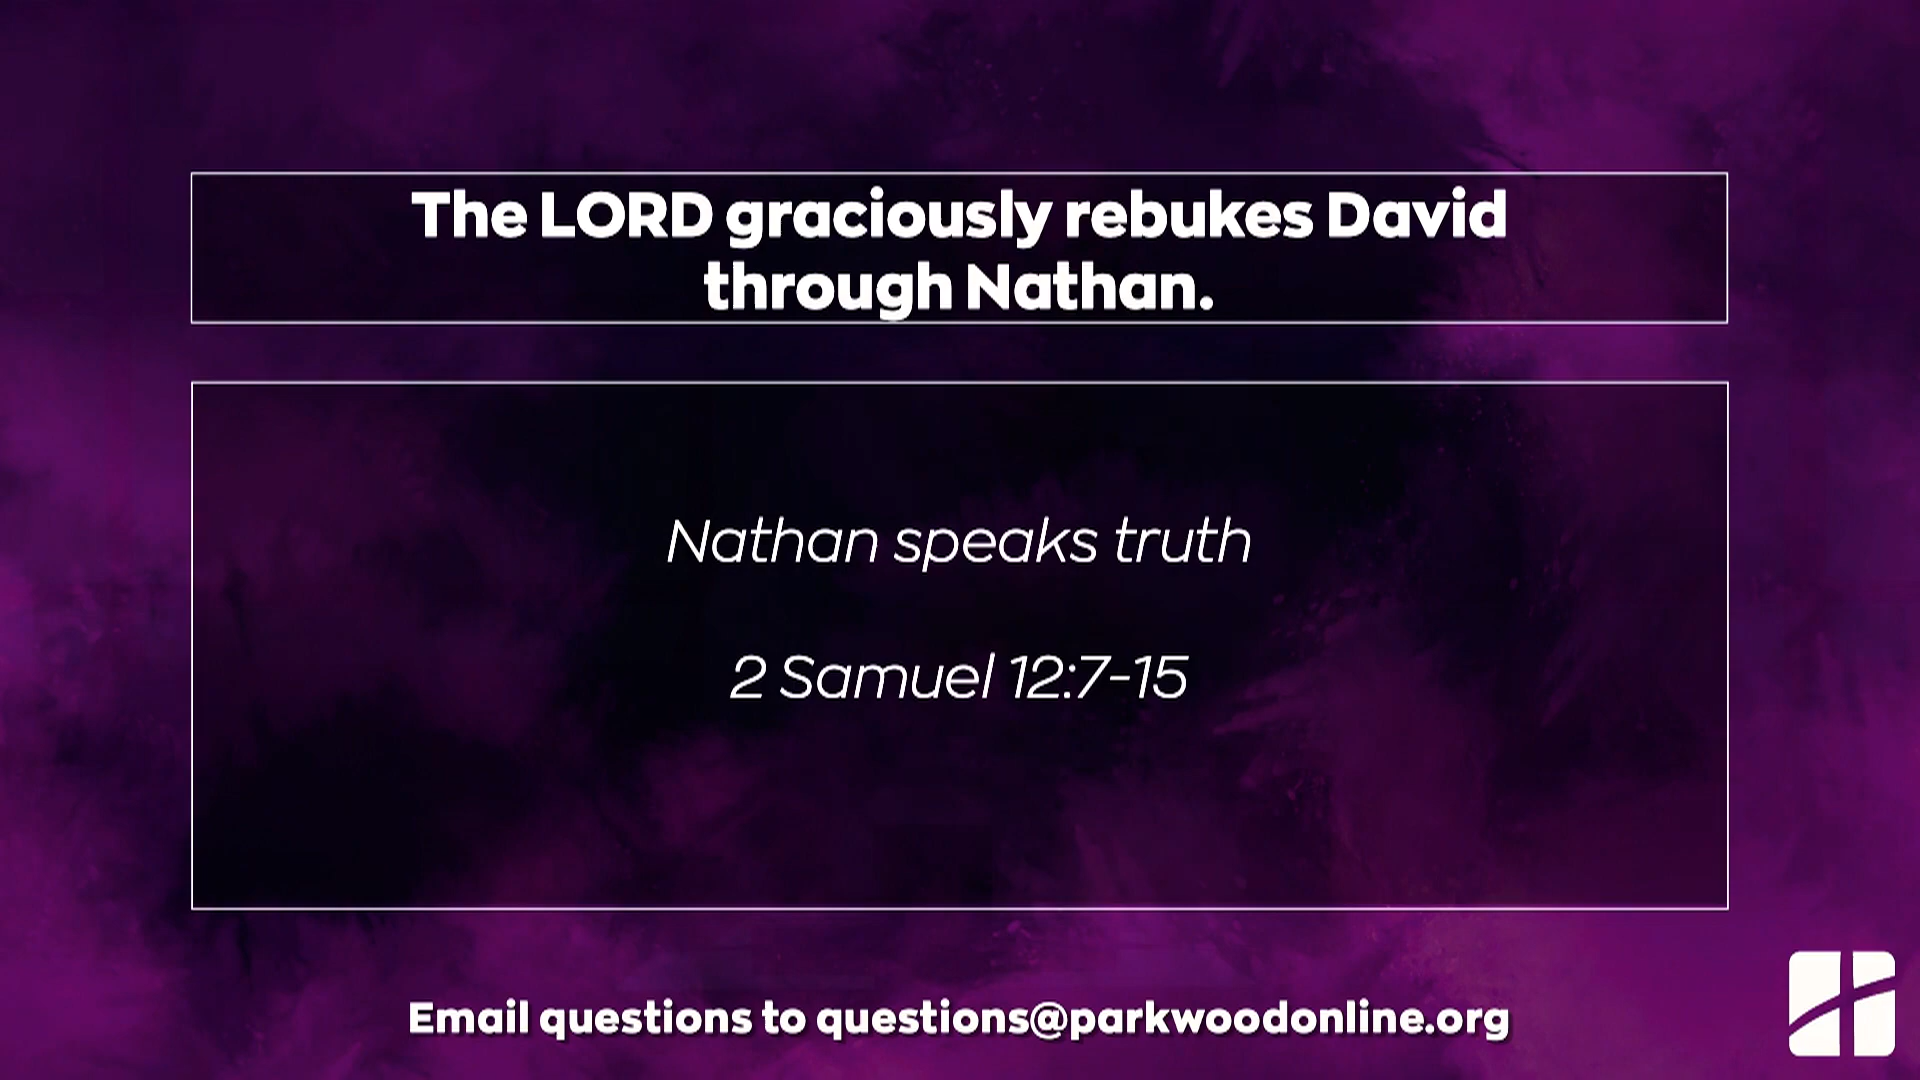 The LORD graciously rebukes David
through Nathan.
Nathan speaks truth
2 Samuel 12:7-15
Email questions to questions@parkwoodonline.org